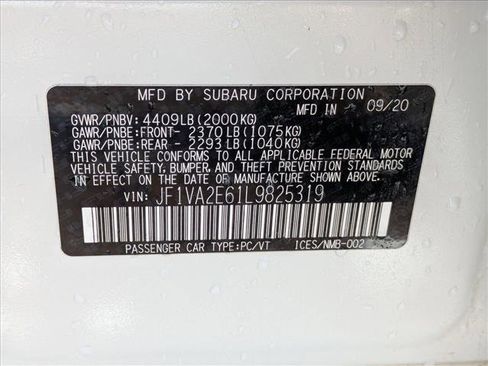 MFD BY SUBARU CORPORATION
MFD IN 09/20
GVWR/PNBV: 4409LB(2000KG)
GAWR/PNBE:FRONT- 2370LB(1075KG)
GAWR/PNBE:REAR - 2293LB(1040KG)
THIS VEHICLE CONFORMS TO ALL APPLICABLE FEDERAL MOTOR
VEHICLE SAFETY, BUMPER, AND THEFT PREVENTION STANDARDS
IN EFFECT ON THE DATE OF MANUFACTURE SHOWN ABOVE.
VIN: JF1VA2E61L9825319
PASSENGER CAR TYPE:PC/VT ICES/NMB-002